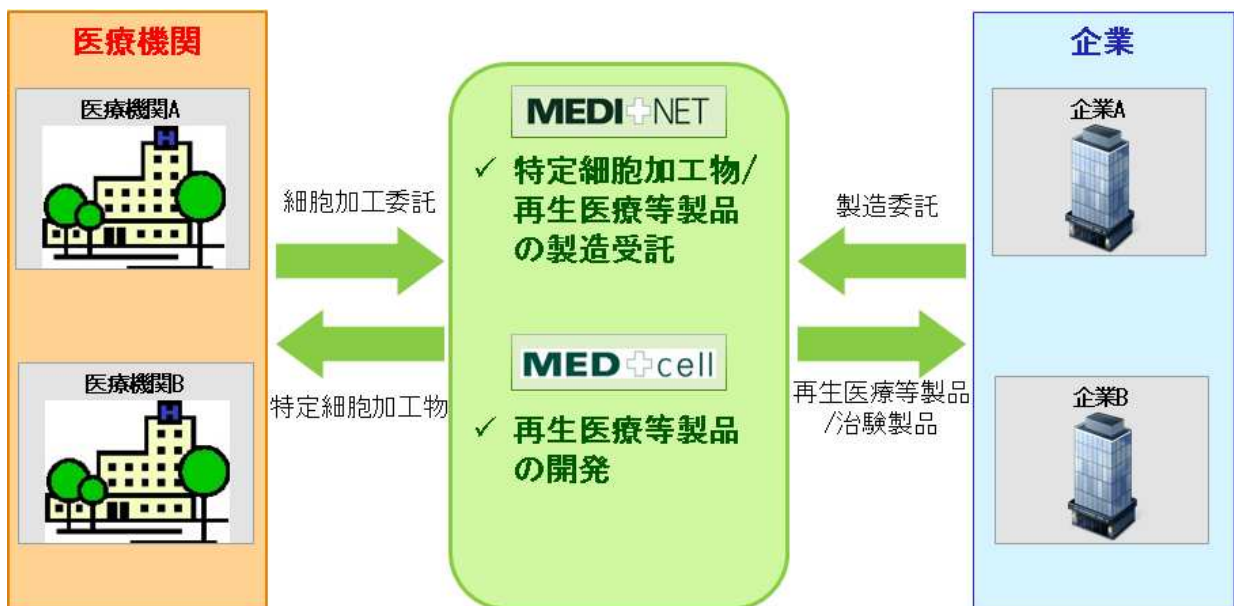 医療機関
医療機関A
H
医療機関B
H
細胞加工委託
特定細胞加工物
MEDI+NET
✓ 特定細胞加工物/
再生医療等製品
の製造受託
MED+cell
✓ 再生医療等製品
の開発
製造委託
再生医療等製品
/治験製品
企業
企業A
企業B